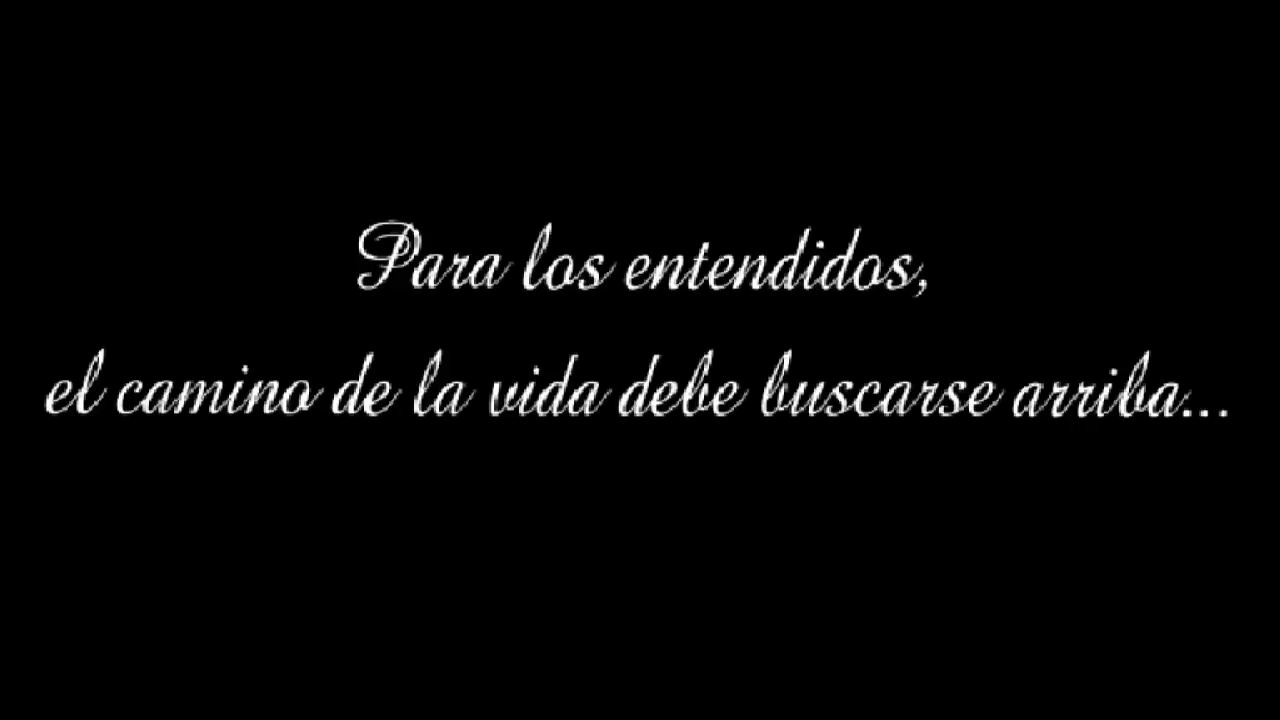 Para los entendidos,
el camino de la vida debe buscarse arriba...